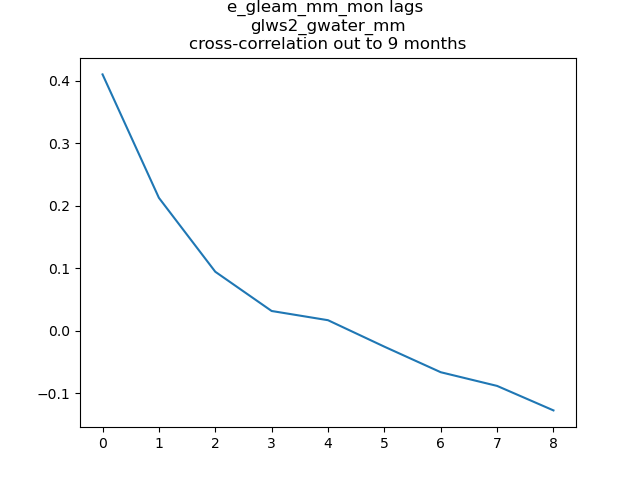 e_gleam_mm_mon lags
glws2_gwater_mm
cross-correlation out to 9 months
0.4
0.3
0.2
0.1
0.0
−0.1
0 1 2 3 4 5 6 7 8